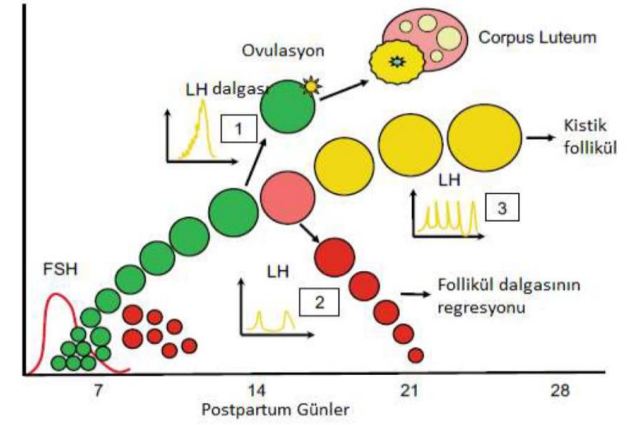 Ovulasyon
Corpus Luteum
LH dalgası
1
Kistik
follikül
LH
3
FSH
LH
2
Follikül dalgasının
regresyonu
7
14
21
28
Postpartum Günler